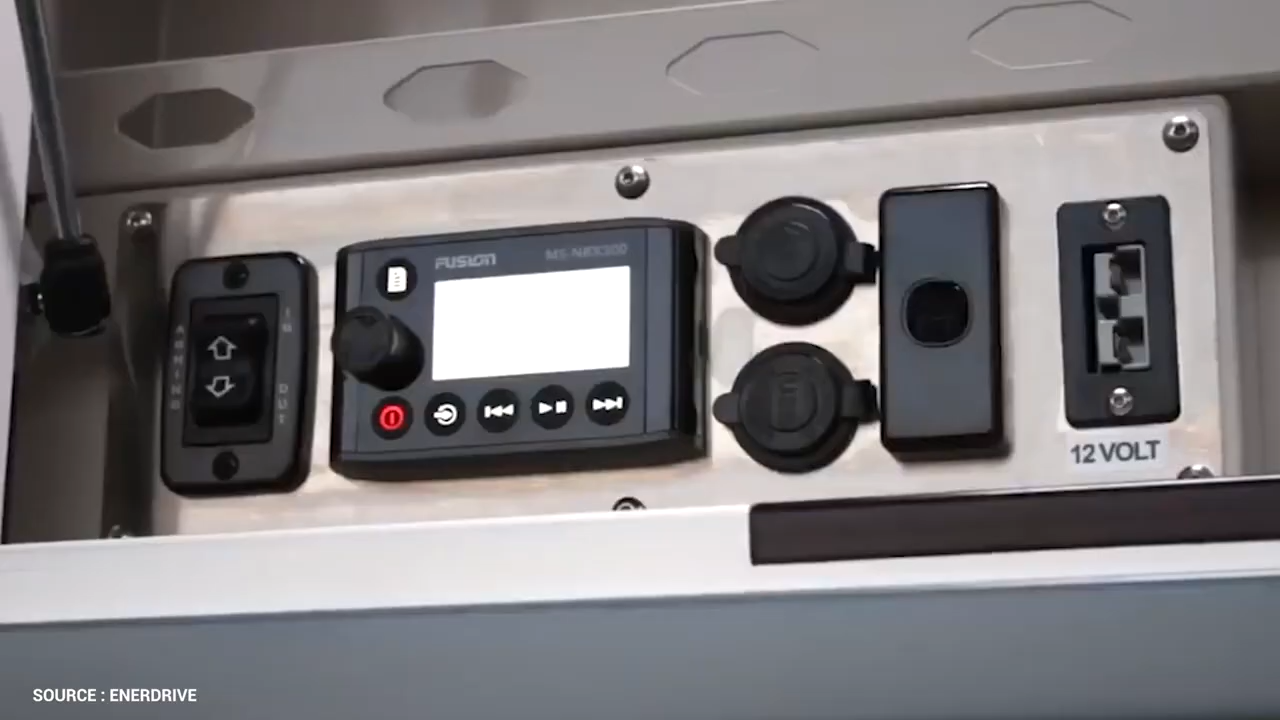 AWNING
IN
OUT
FUSION
MS-NRX300
12 VOLT
SOURCE : ENERDRIVE